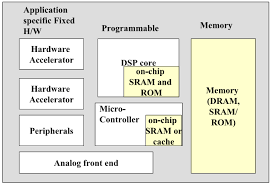 Application
specific Fixed
H/W
Programmable
Memory
Hardware
Accelerator
DSP core
on-chip
SRAM and
ROM
Hardware
Accelerator
Micro-
Controller
on-chip
SRAM or
cache
Peripherals
Analog front end
Memory
(DRAM,
SRAM/
ROM)